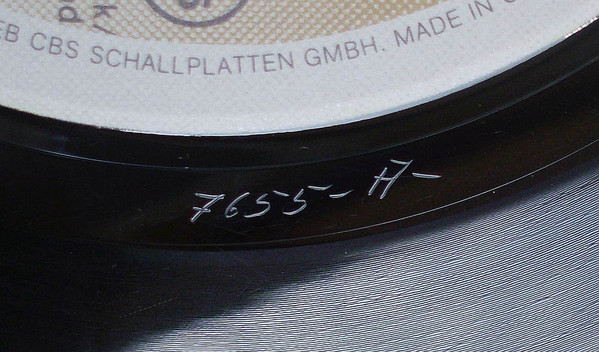 EB CBS SCHALLPLATTEN GMBH. MADE IN
7655-A-